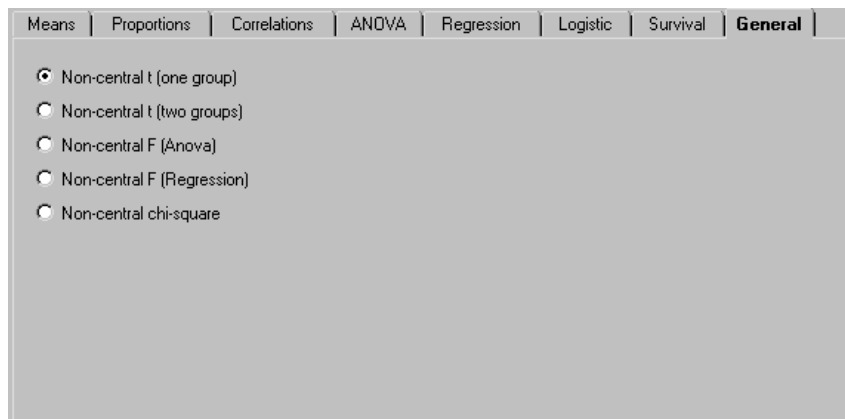 Means Proportions Correlations ANOVA Regression Logistic Survival General
Non-central t (one group)
Non-central t (two groups)
Non-central F (Anova)
Non-central F (Regression)
Non-central chi-square